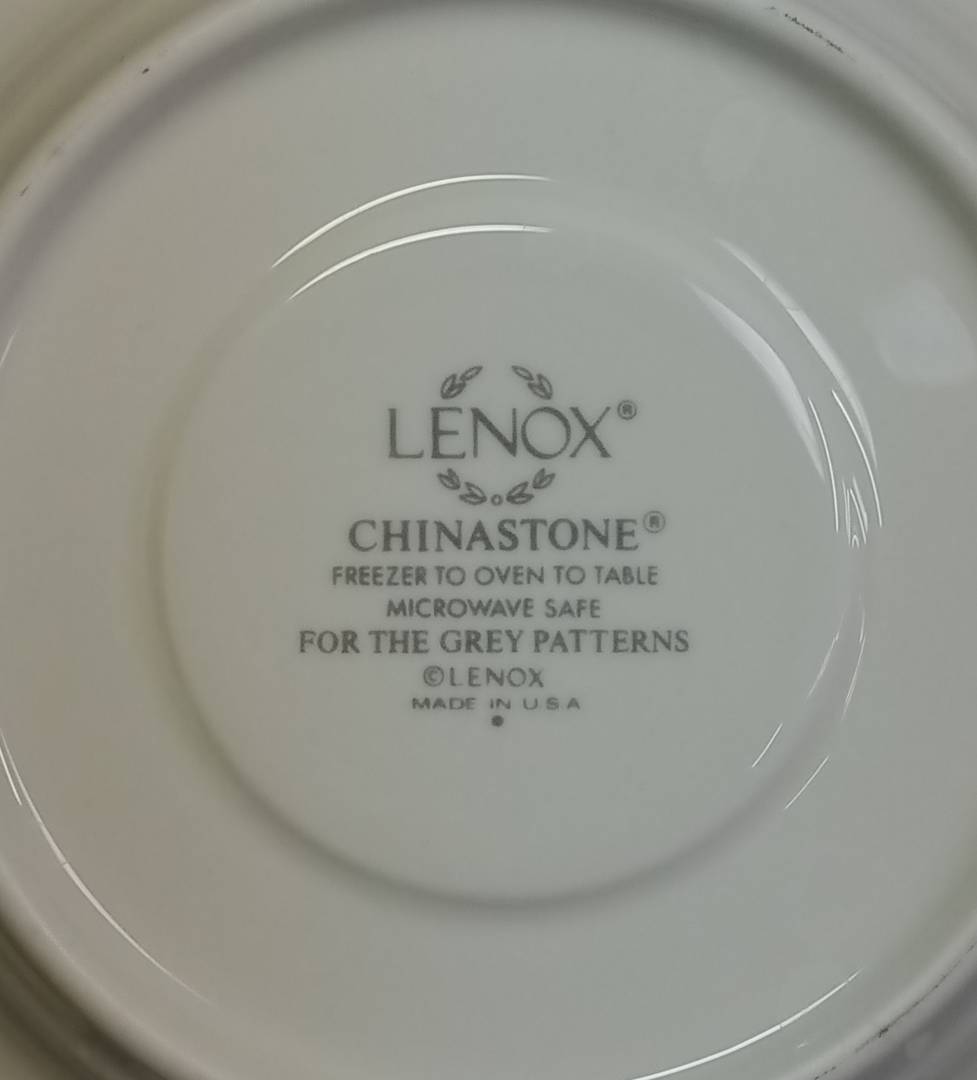 LENOX®
CHINASTONE®
FREEZER TO OVEN TO TABLE
MICROWAVE SAFE
FOR THE GREY PATTERNS
©LENOX
MADE IN U.S.A